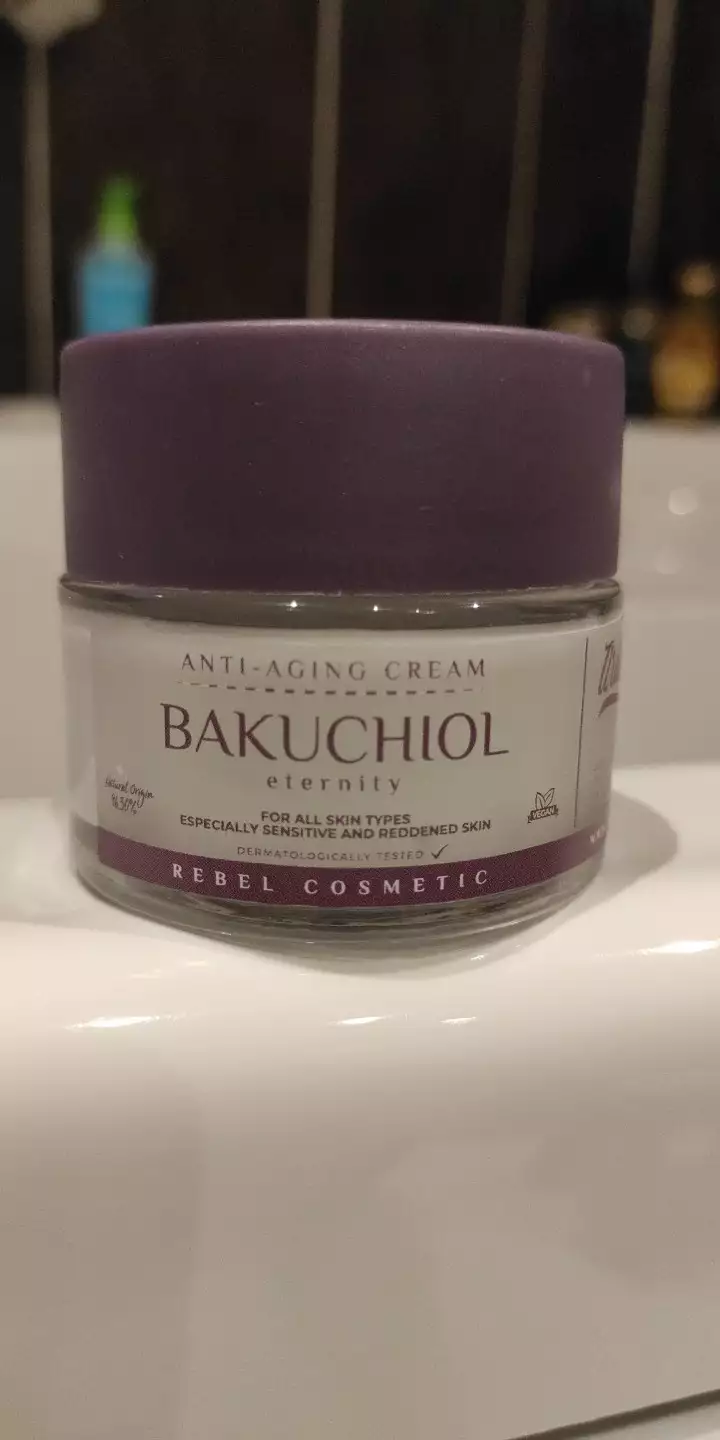 ANTI-AGING CREAM
BAKUCHIOL
eternity
Natural Origin
FOR ALL SKIN TYPES
ESPECIALLY SENSITIVE AND REDDENED SKIN
VEGAN
DERMATOLOGICALLY TESTED ✓
REBEL COSMETIC